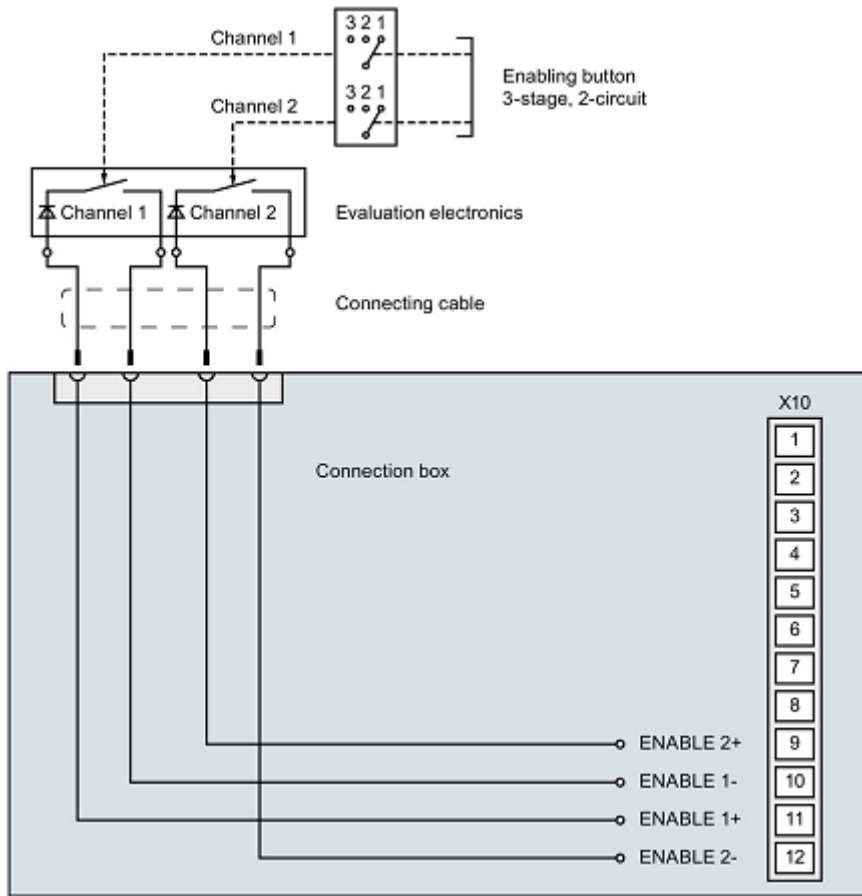 3 2 1
Channel 1
Enabling button
3-stage, 2-circuit
3 2 1
Channel 2
Channel 1
Channel 2
Evaluation electronics
Connecting cable
X10
1
Connection box
2
3
4
5
6
7
8
ENABLE 2+
9
ENABLE 1-
10
ENABLE 1+
11
ENABLE 2-
12